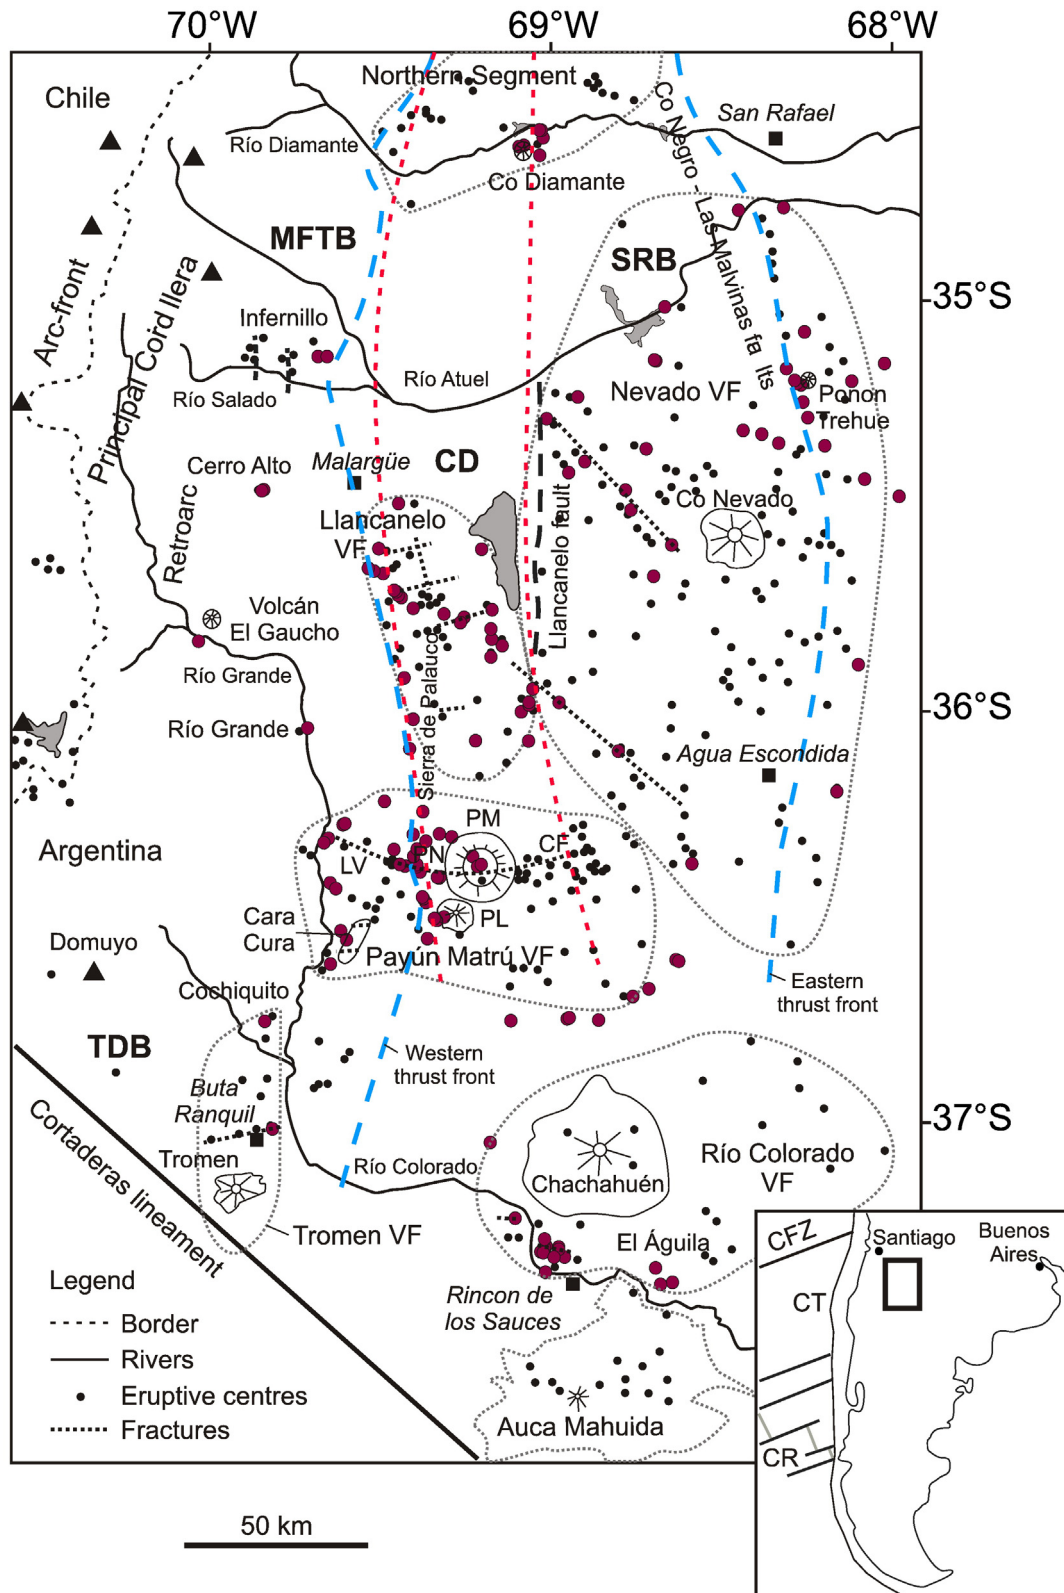 70°W
69°W
68°W
Chile
Northern Segment
Río Diamante
Co Diamante
San Rafael
Co Negro - Las Malvinas fa lts
MFTB
SRB
Arc-front
Principal Cord llera
-35°S
Infernillo
Río Salado
Río Atuel
Nevado VF
Ponon
Trehue
Cerro Alto
Malargüe
CD
Co Nevado
Retroarc
Llancanelo
VF
Llancanelo fault
Volcán
El Gaucho
Río Grande
Sierra de Palauco
Río Grande
-36°S
Agua Escondida
Argentina
PM
LV
PN
CF
PL
Cara
Cura
Payún Matrú VF
Domuyo
Cochiquito
Eastern
thrust front
TDB
Western
thrust front
Buta
Ranquil
-37°S
Cortaderas lineament
Tromen
Río Colorado
Chachahuén
Río Colorado
VF
Tromen VF
El Águila
Rincon de
los Sauces
Auca Mahuida
Legend
Border
Rivers
Eruptive centres
Fractures
CFZ
Santiago
Buenos
Aires
CT
CR
50 km